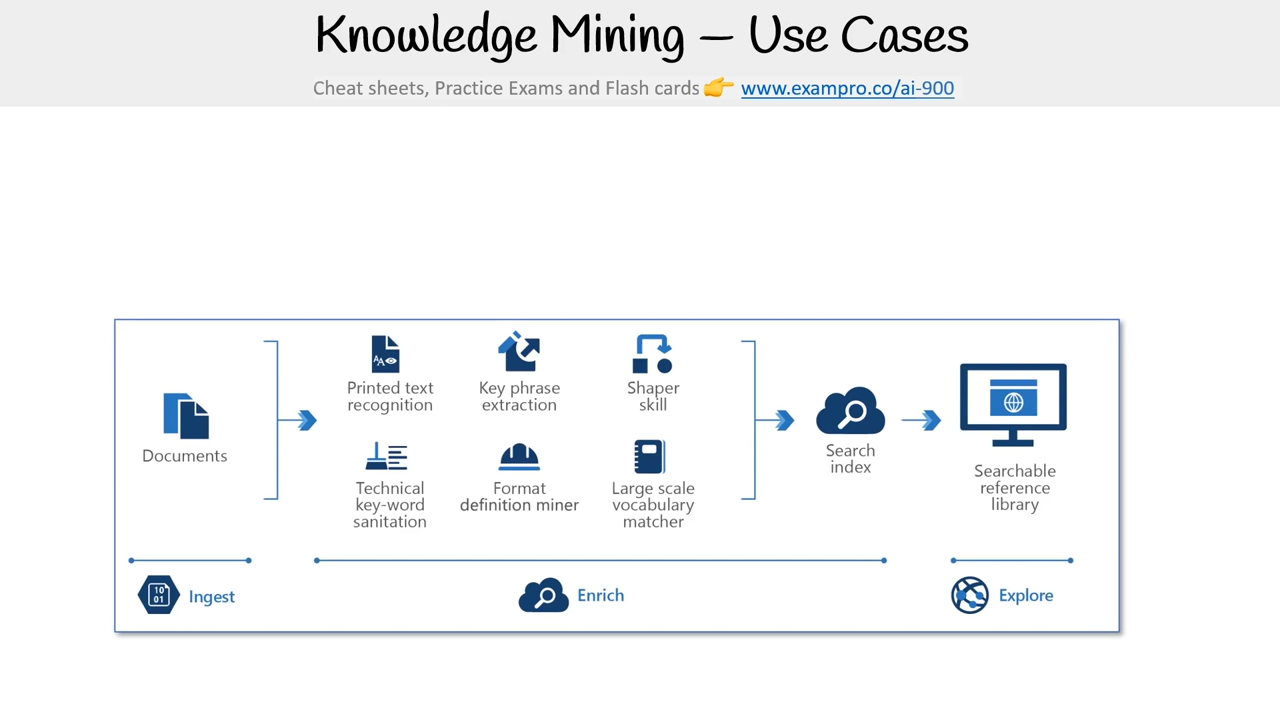 Knowledge Mining – Use Cases
Cheat sheets, Practice Exams and Flash cards 👉 www.exampro.co/ai-900
Documents
Printed text
recognition
Key phrase
extraction
Shaper
skill
Technical
key-word
sanitation
Format
definition miner
Large scale
vocabulary
matcher
Search
index
Searchable
reference
library
10
01
Ingest
Enrich
Explore